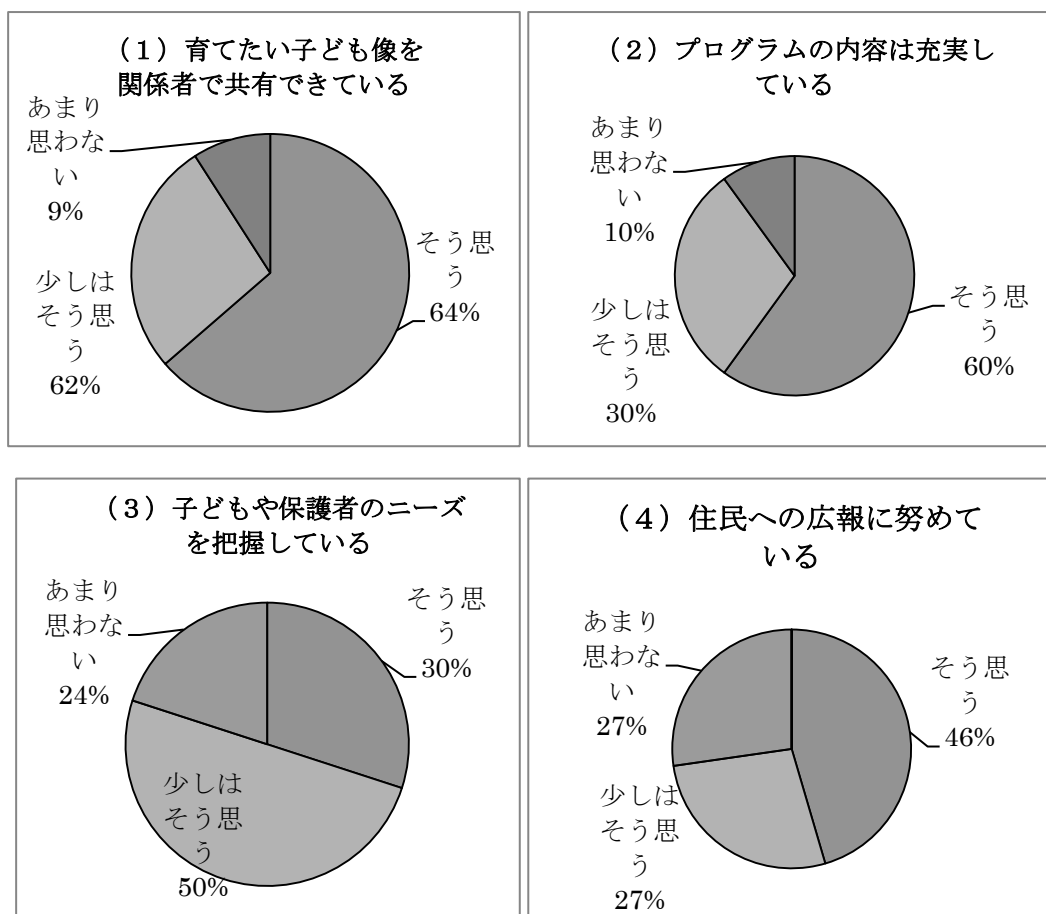 （１）育てたい子ども像を
関係者で共有できている
あまり
思わな
い
9%
少しは
そう思
う
62%
そう思
う
64%
（２）プログラムの内容は充実し
ている
あまり
思わな
い
10%
少しは
そう思
う
30%
そう思
う
60%
（３）子どもや保護者のニーズ
を把握している
あまり
思わな
い
24%
そう思
う
30%
少しは
そう思
う
50%
（４）住民への広報に努めて
いる
あまり
思わな
い
27%
そう思
う
46%
少しは
そう思
う
27%